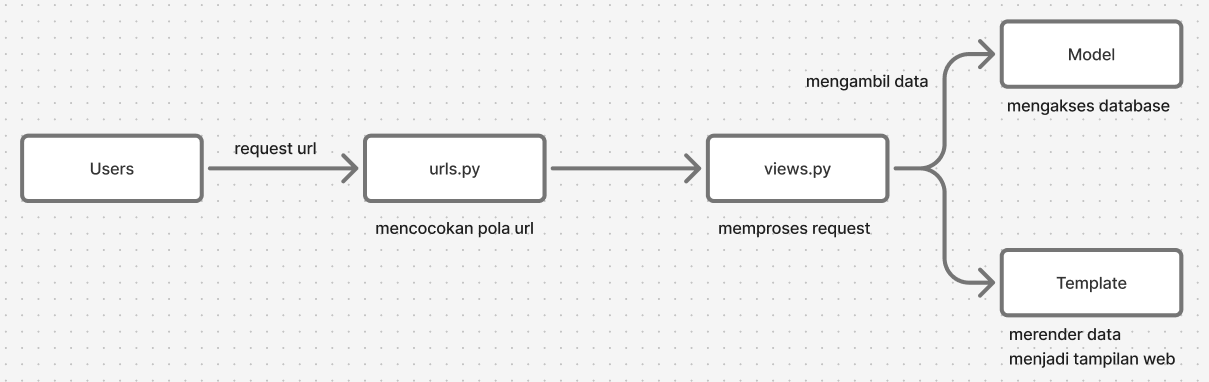 Users
request url
urls.py
mencocokan pola url
views.py
memproses request
mengambil data
Model
mengakses database
Template
merender data
menjadi tampilan web